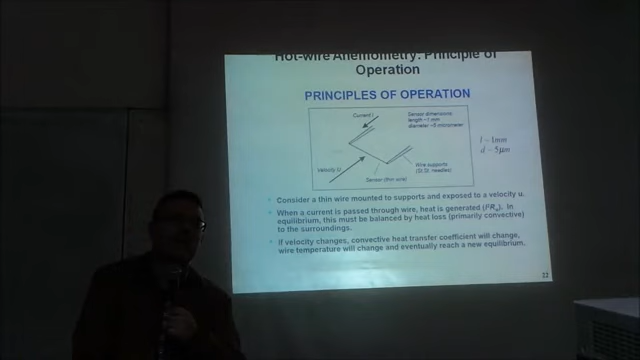 Hot-wire Anemometry: Principle of
Operation
PRINCIPLES OF OPERATION
Current I
Sensor dimensions:
length ~1 mm
diameter ~5 micrometer
l ~ 1mm
d ~ 5μm
Velocity U
Sensor (thin wire)
Wire supports
(St.St. needles)
Consider a thin wire mounted to supports and exposed to a velocity u.
When a current is passed through wire, heat is generated (I²Rw). In
equilibrium, this must be balanced by heat loss (primarily convective)
to the surroundings.
If velocity changes, convective heat transfer coefficient will change,
wire temperature will change and eventually reach a new equilibrium.
22